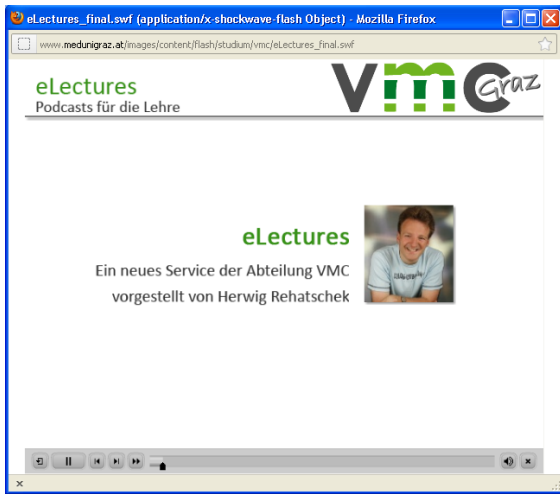 eLectures_final.swf (application/x-shockwave-flash Object) - Mozilla Firefox
www.medunigraz.at/images/content/flash/studium/vmc/eLectures_final.swf
eLectures
Podcasts für die Lehre
vmc Graz
eLectures
Ein neues Service der Abteilung VMC
vorgestellt von Herwig Rehatschek